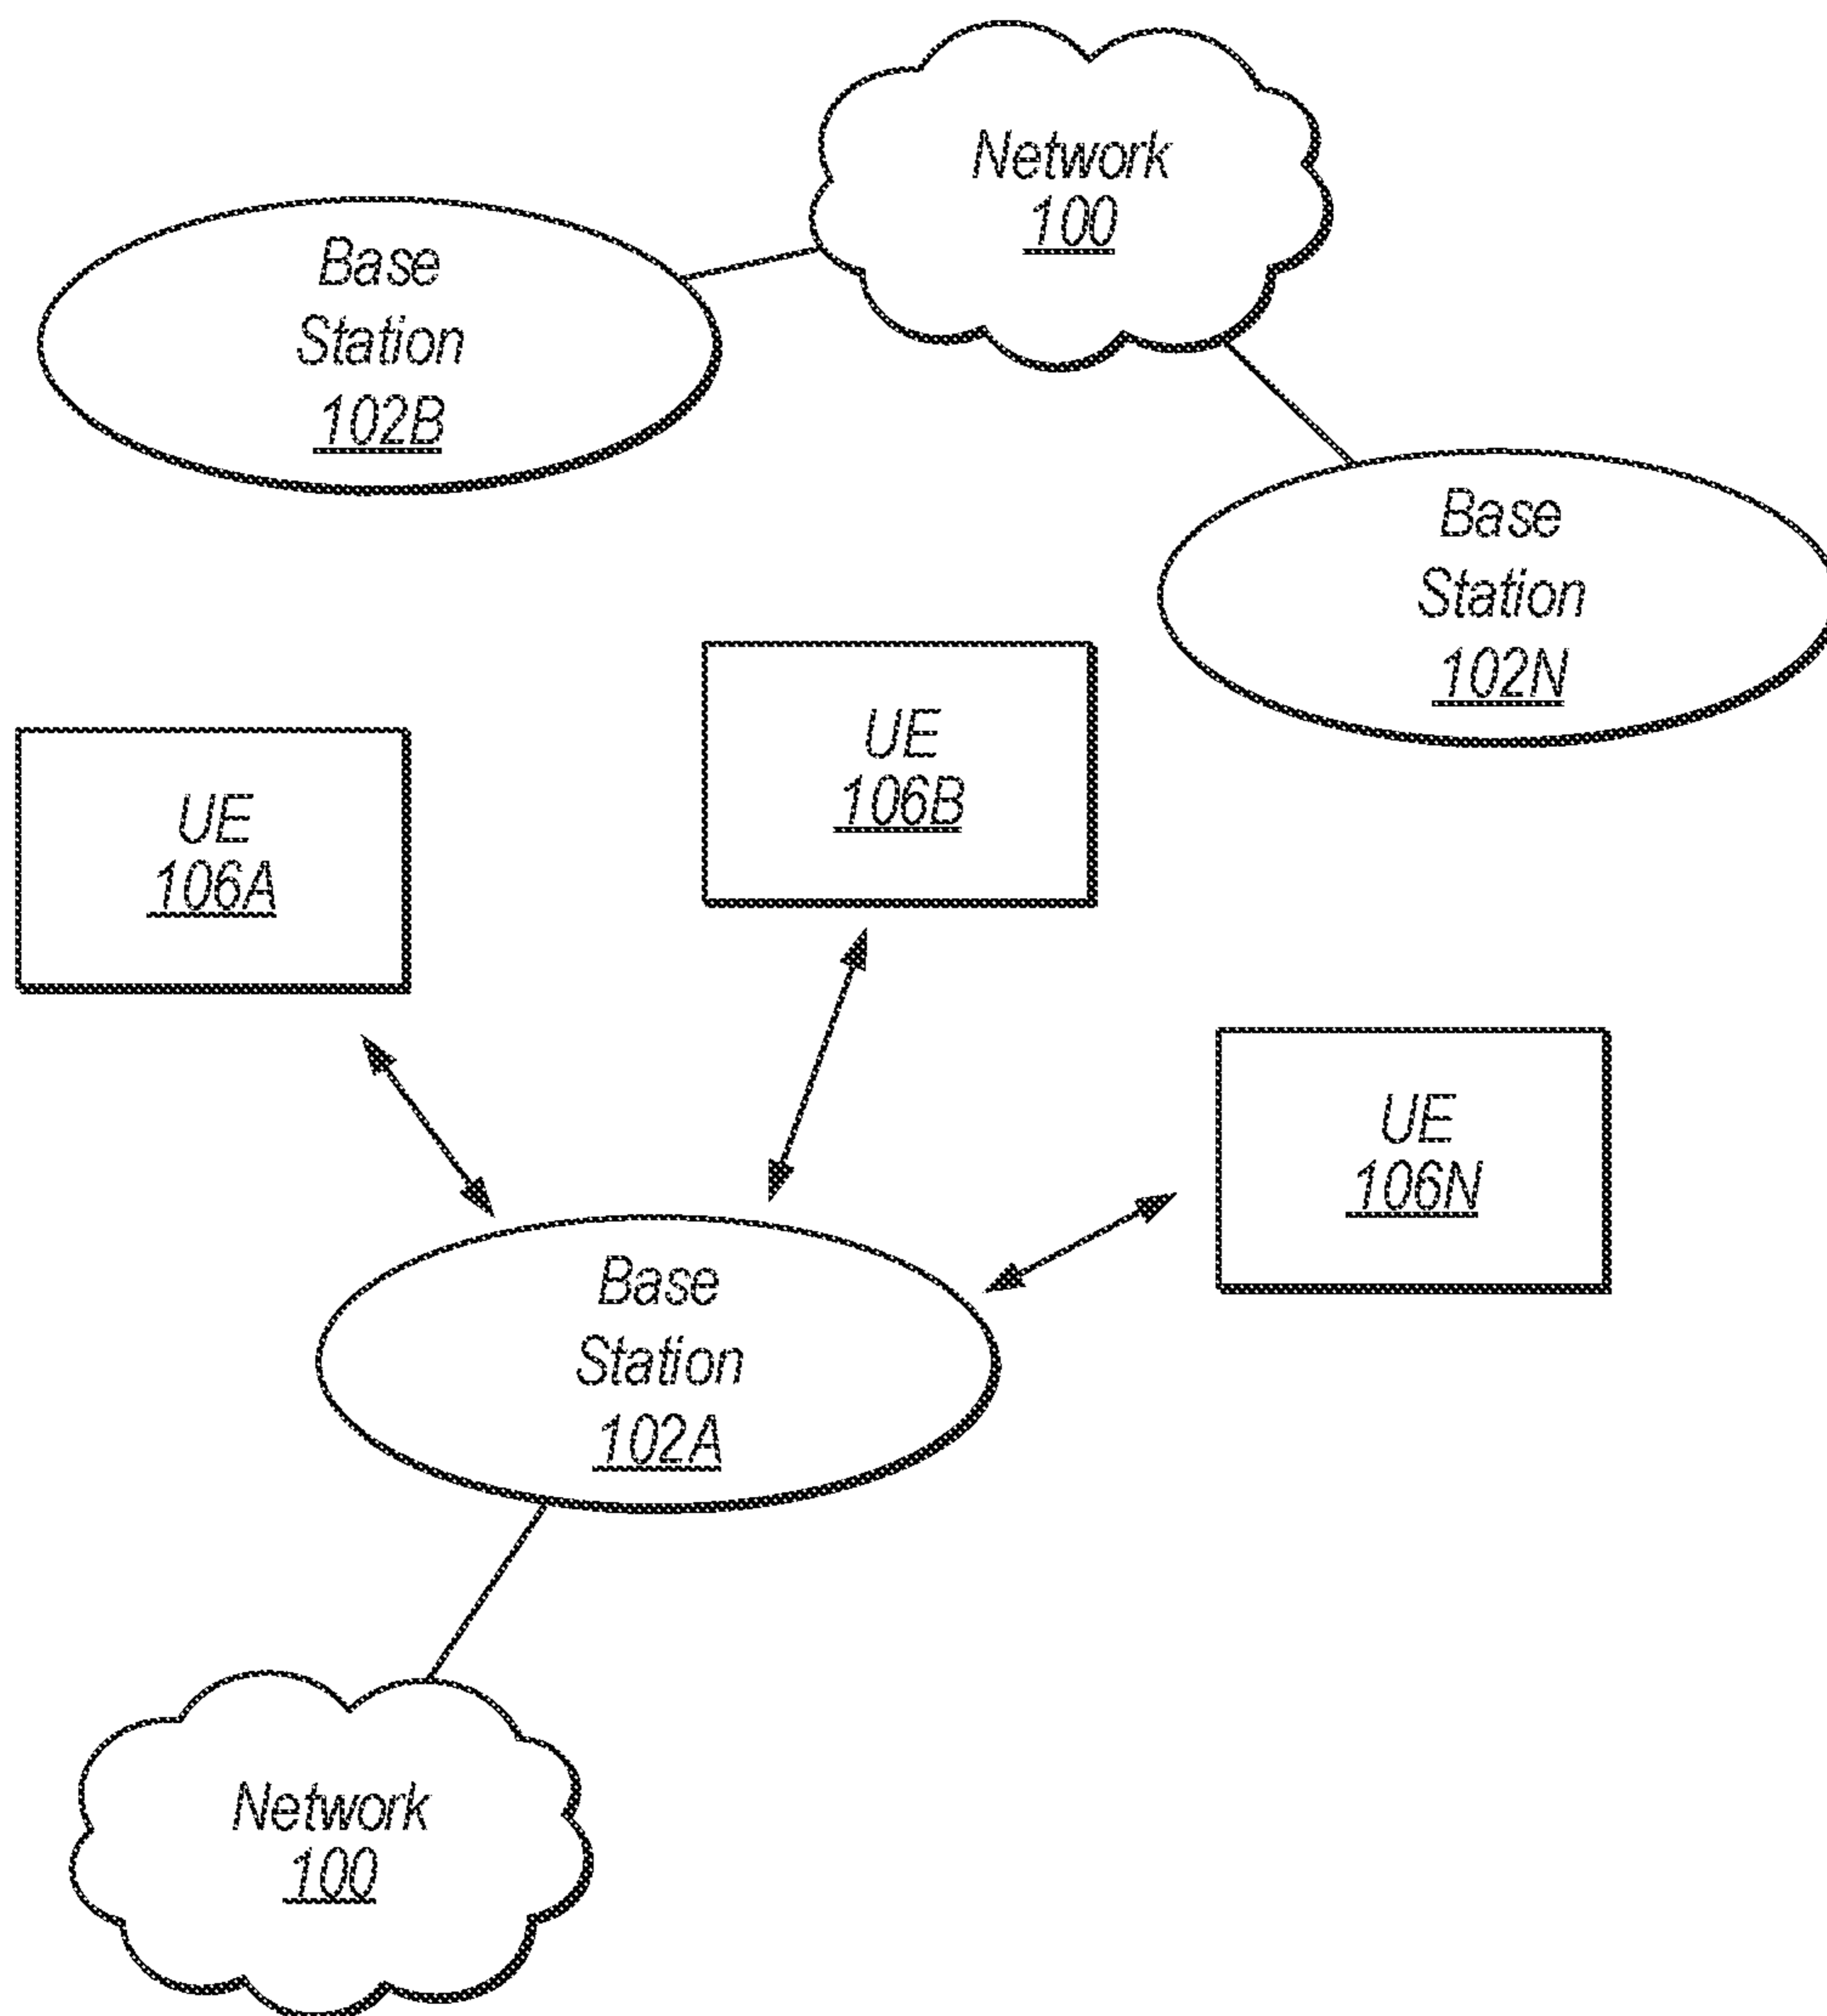 Network
100
Base
Station
102B
Base
Station
102N
UE
106B
UE
106A
UE
106N
Base
Station
102A
Network
100